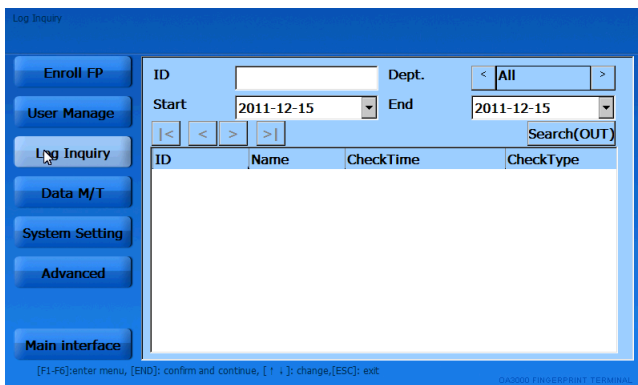 Log Inquiry
Enroll FP
User Manage
Log Inquiry
Data M/T
System Setting
Advanced
Main interface
ID Dept. < All >
Start 2011-12-15 End 2011-12-15
|< < > >| Search(OUT)
ID Name CheckTime CheckType
[F1-F6]:enter menu, [END]: confirm and continue, [ ↑ ↓ ]: change,[ESC]: exit
OA3000 FINGERPRINT TERMINAL